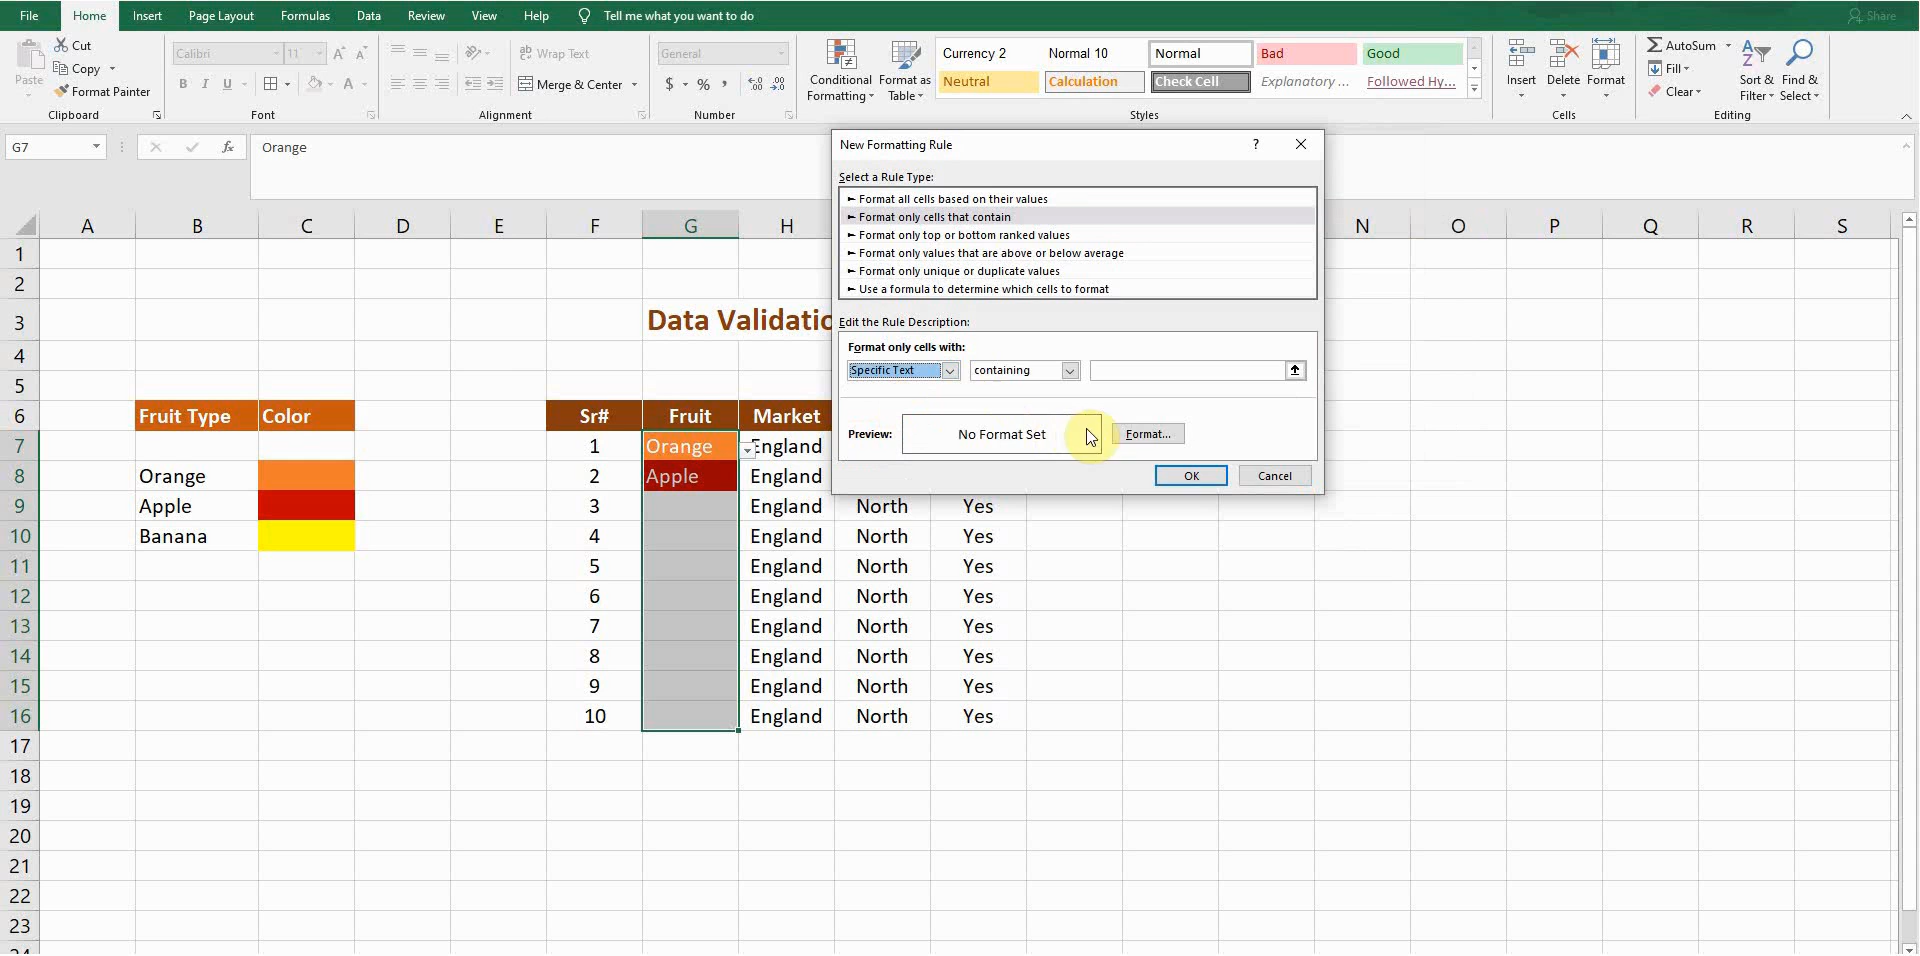 File Home Insert Page Layout Formulas Data Review View Help Tell me what you want to do Share
Paste
Cut
Copy
Format Painter
Clipboard
Calibri 11 A A
B I U A
Font
ab Wrap Text
Merge & Center
Alignment
General
$ % , .00
Number
Conditional Formatting
Format as Table
Currency 2 Normal 10 Normal Bad Good
Neutral Calculation Check Cell Explanatory ... Followed Hy...
Styles
Insert Delete Format
Cells
AutoSum
Fill
Clear
Sort & Filter
Find & Select
Editing
G7 fx Orange
New Formatting Rule ?
Select a Rule Type:
► Format all cells based on their values
► Format only cells that contain
► Format only top or bottom ranked values
► Format only values that are above or below average
► Format only unique or duplicate values
► Use a formula to determine which cells to format
Edit the Rule Description:
Format only cells with:
Specific Text containing
Preview: No Format Set Format...
OK Cancel
A B C D E F G H N O P Q R S
1
2
3 Data Validatio
4
5
6 Fruit Type Color Sr# Fruit Market
7 1 Orange England
8 Orange 2 Apple England
9 Apple 3 England North Yes
10 Banana 4 England North Yes
11 5 England North Yes
12 6 England North Yes
13 7 England North Yes
14 8 England North Yes
15 9 England North Yes
16 10 England North Yes
17
18
19
20
21
22
23
24